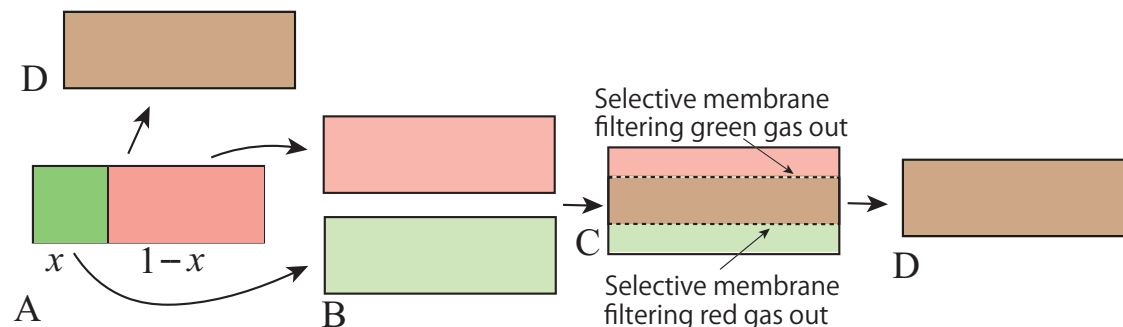 D
x
1−x
A
B
Selective membrane
filtering green gas out
C
Selective membrane
filtering red gas out
D